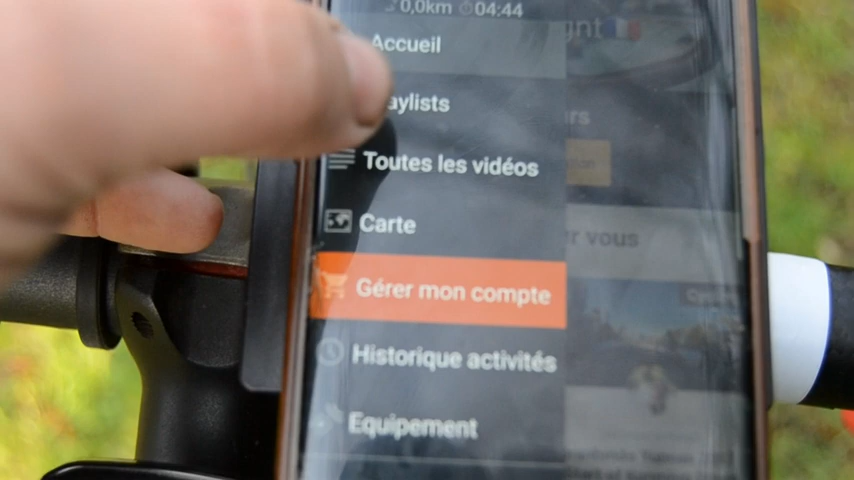 0,0km 04:44
Accueil
aylists
Toutes les vidéos
Carte
Gérer mon compte
Historique activités
Equipement
vous